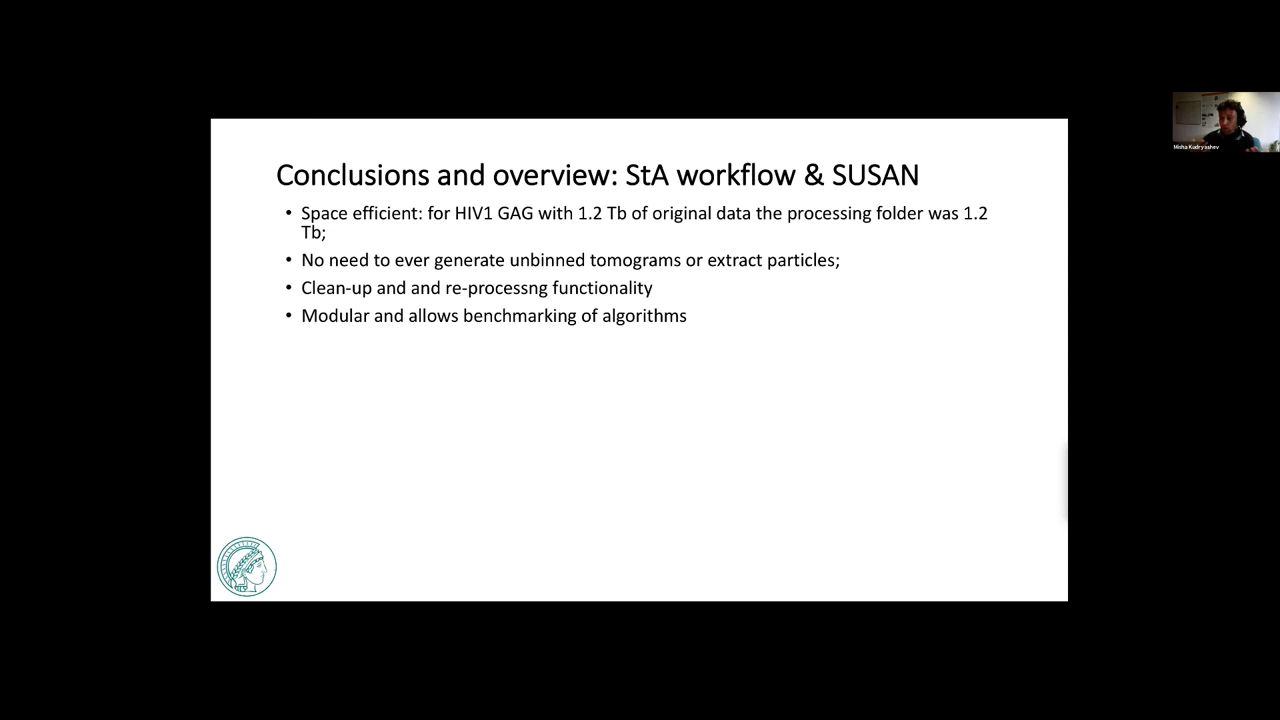 Conclusions and overview: StA workflow & SUSAN
• Space efficient: for HIV1 GAG with 1.2 Tb of original data the processing folder was 1.2
Tb;
• No need to ever generate unbinned tomograms or extract particles;
• Clean-up and and re-processng functionality
• Modular and allows benchmarking of algorithms
Misha Kudryashev